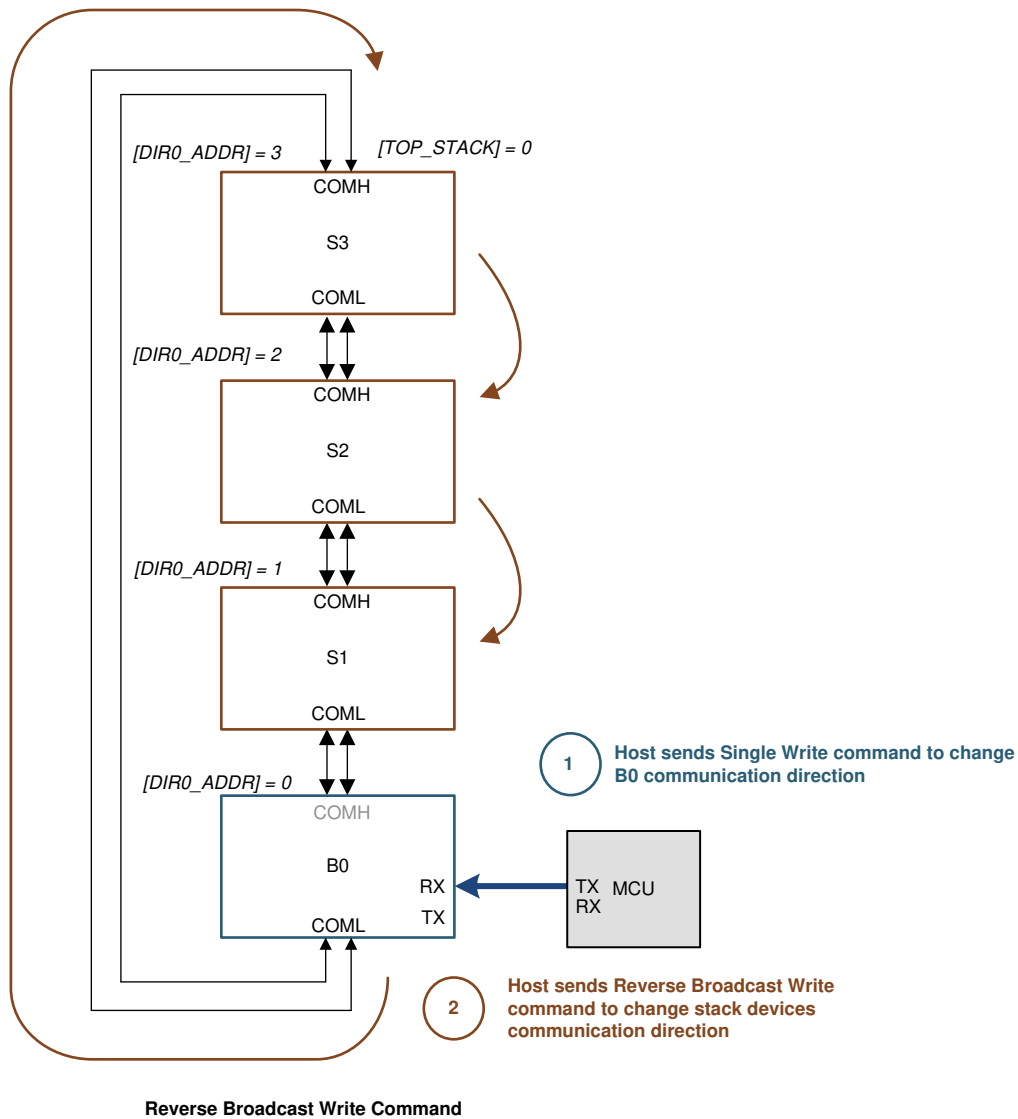 [DIR0_ADDR] = 3
[TOP_STACK] = 0
COMH
S3
COML
[DIR0_ADDR] = 2
COMH
S2
COML
[DIR0_ADDR] = 1
COMH
S1
COML
1
Host sends Single Write command to change
B0 communication direction
[DIR0_ADDR] = 0
COMH
B0
RX
TX
COML
TX MCU
RX
2
Host sends Reverse Broadcast Write
command to change stack devices
communication direction
Reverse Broadcast Write Command